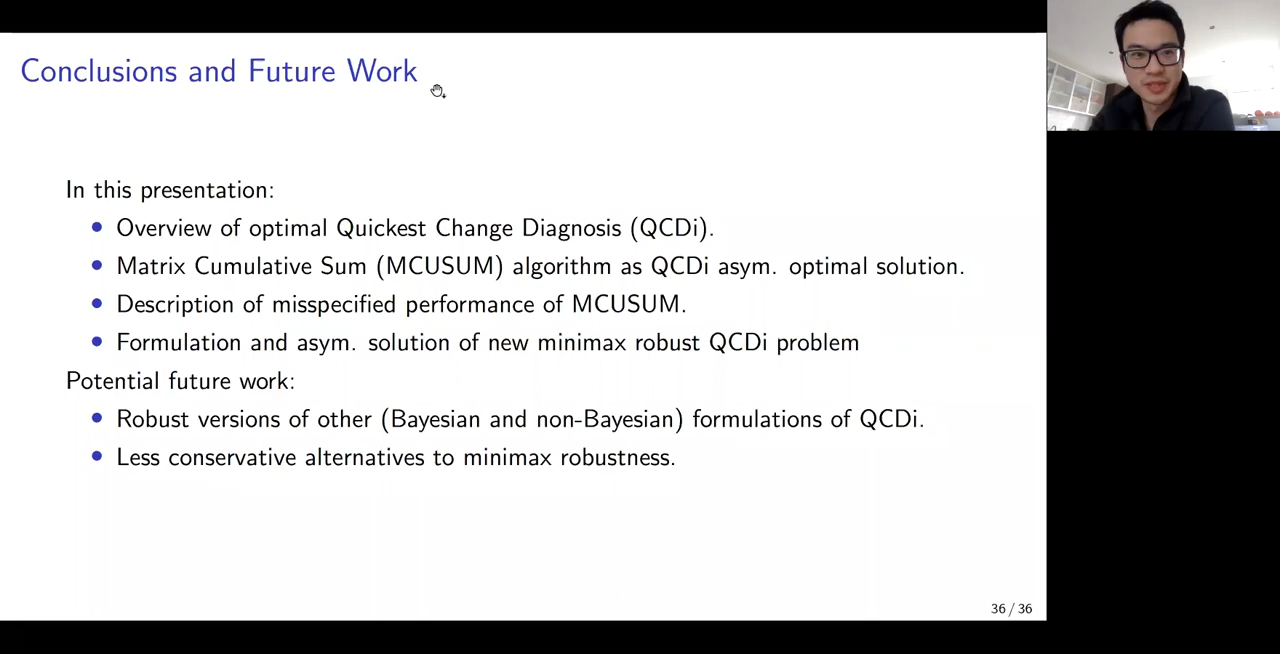 Conclusions and Future Work
In this presentation:
• Overview of optimal Quickest Change Diagnosis (QCDi).
• Matrix Cumulative Sum (MCUSUM) algorithm as QCDi asym. optimal solution.
• Description of misspecified performance of MCUSUM.
• Formulation and asym. solution of new minimax robust QCDi problem
Potential future work:
• Robust versions of other (Bayesian and non-Bayesian) formulations of QCDi.
• Less conservative alternatives to minimax robustness.
36 / 36